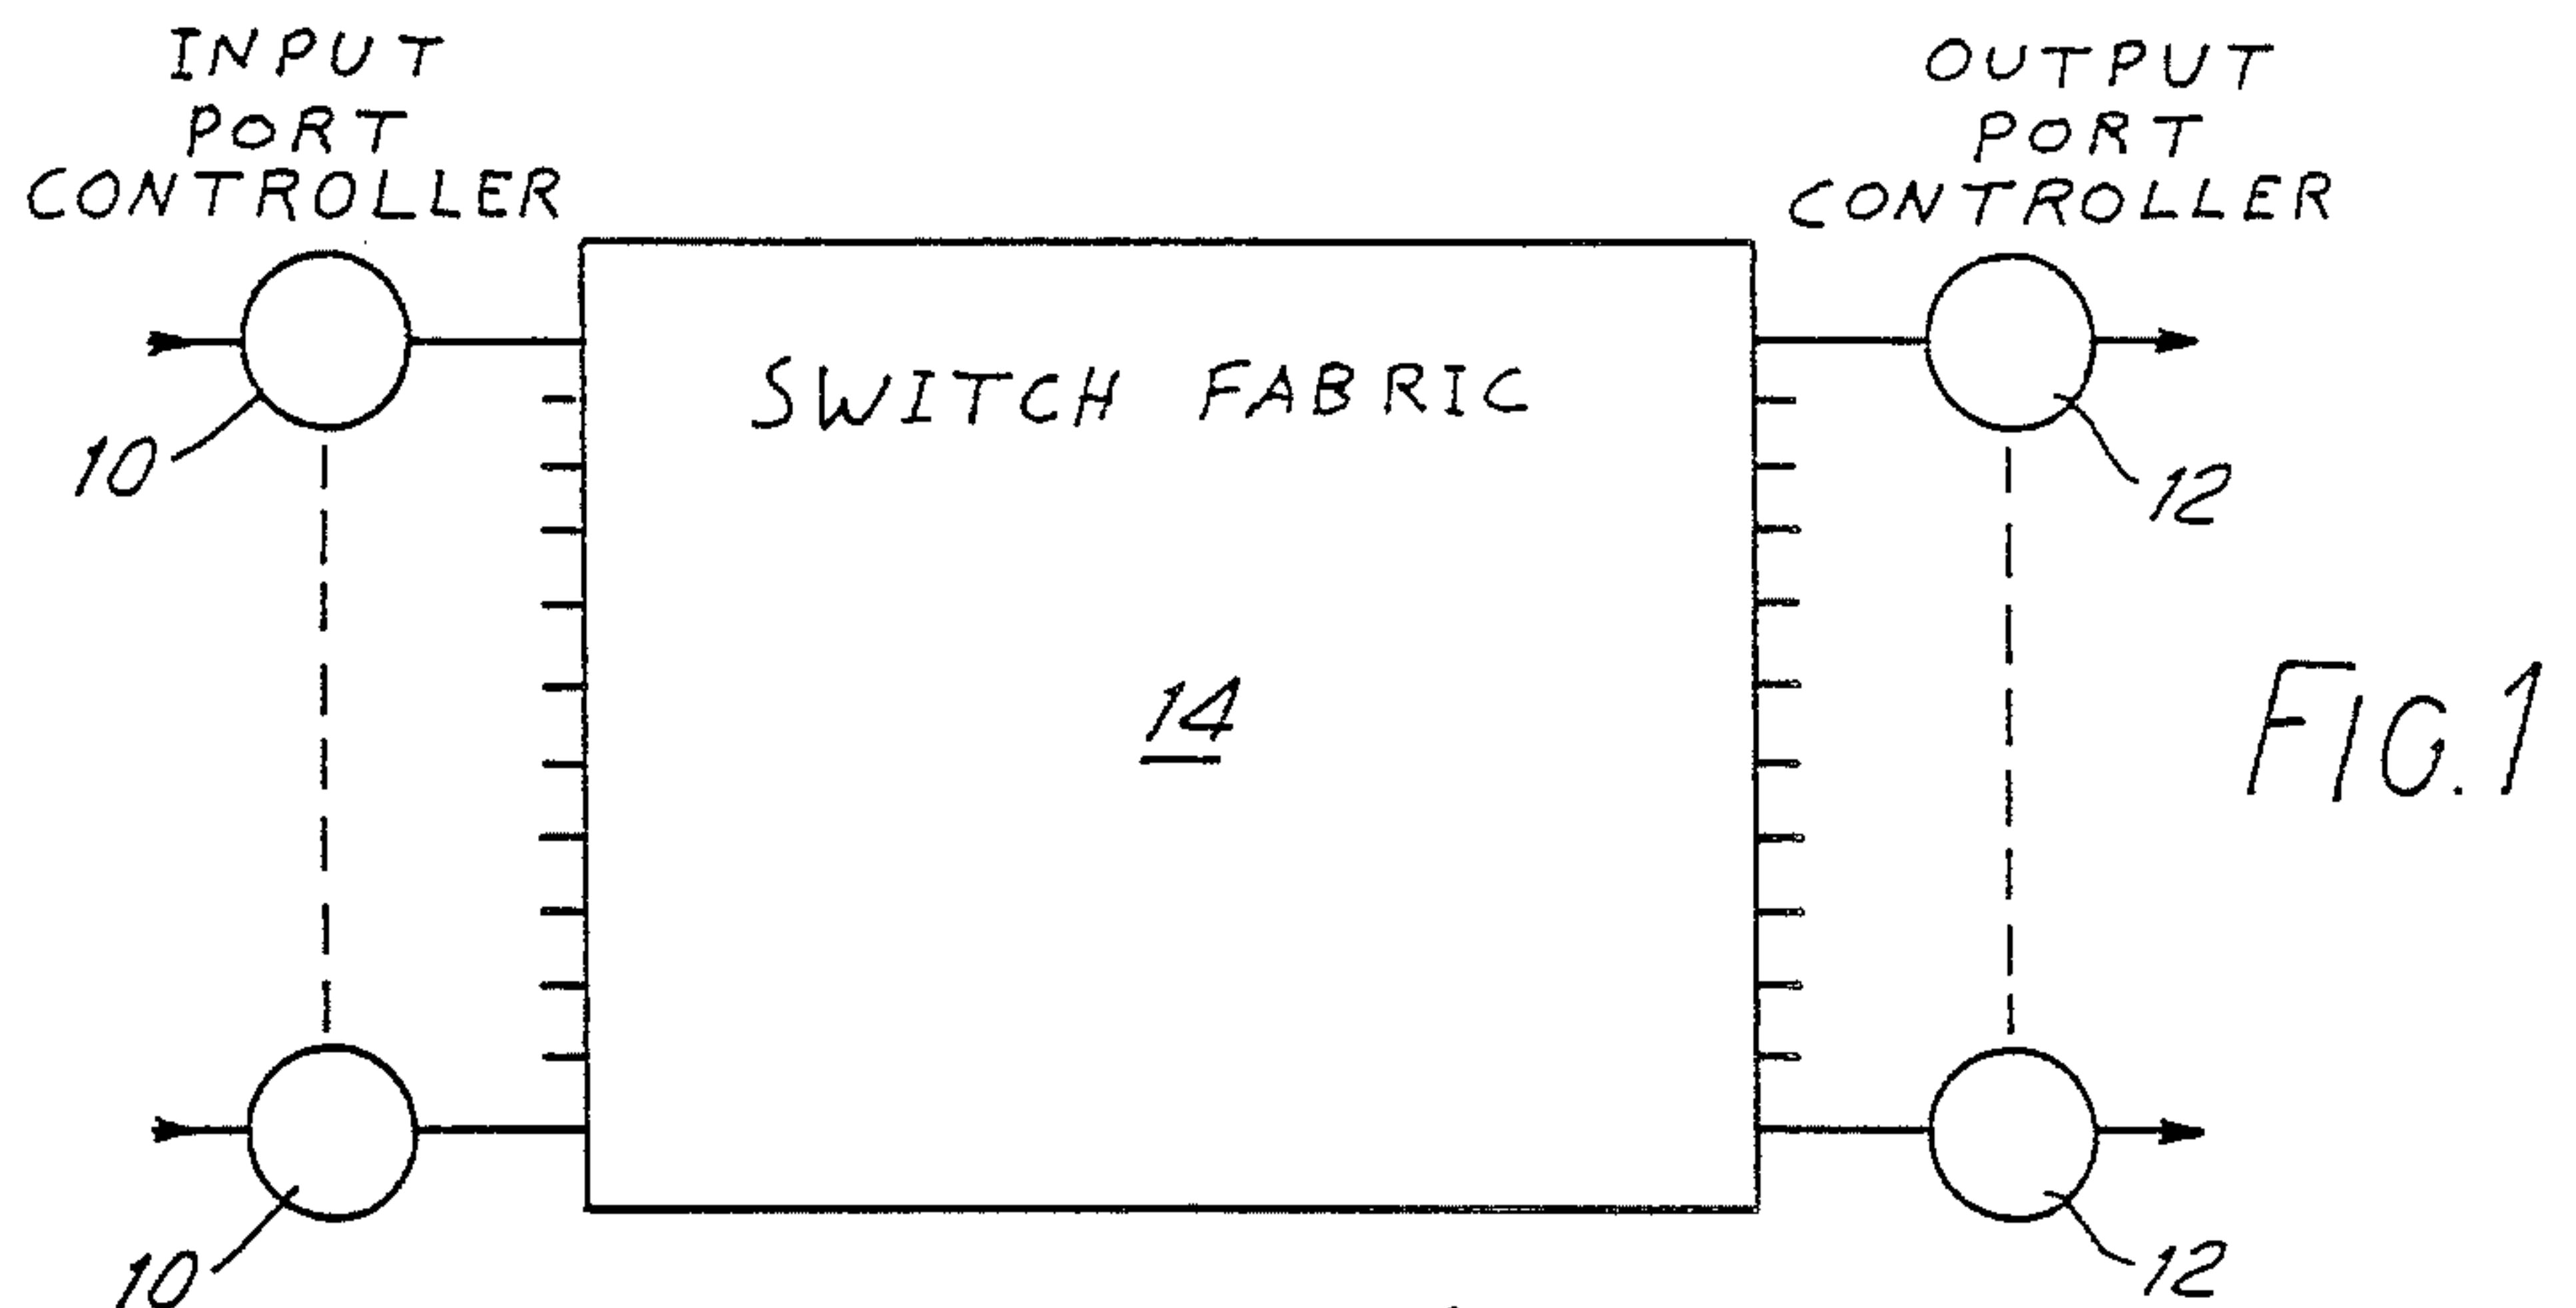 INPUT
PORT
CONTROLLER
OUTPUT
PORT
CONTROLLER
SWITCH FABRIC
10
12
14
FIG.1
10
12